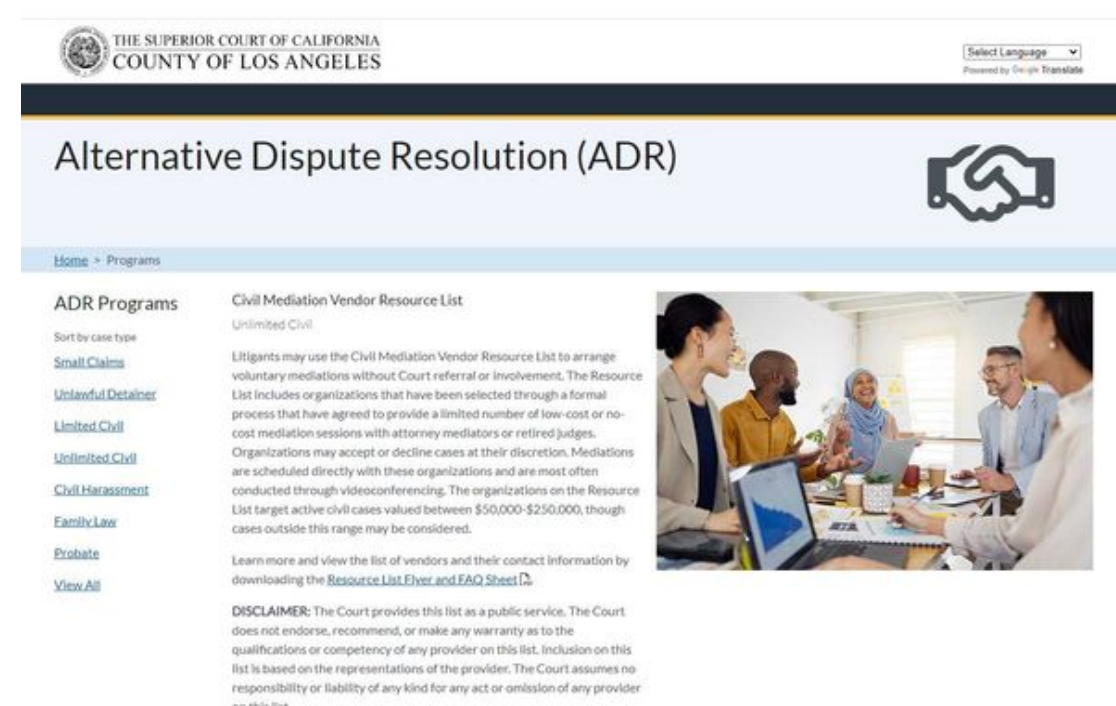 THE SUPERIOR COURT OF CALIFORNIA
COUNTY OF LOS ANGELES
Select Language
Powered by Google Translate
Alternative Dispute Resolution (ADR)
Home > Programs
ADR Programs
Sort by case type
Small Claims
Unlawful Detainer
Limited Civil
Unlimited Civil
Civil Harassment
Family Law
Probate
View All
Civil Mediation Vendor Resource List
Unlimited Civil
Litigants may use the Civil Mediation Vendor Resource List to arrange
voluntary mediations without Court referral or involvement. The Resource
List includes organizations that have been selected through a formal
process that have agreed to provide a limited number of low-cost or no-
cost mediation sessions with attorney mediators or retired judges.
Organizations may accept or decline cases at their discretion. Mediations
are scheduled directly with these organizations and are most often
conducted through videoconferencing. The organizations on the Resource
List target active civil cases valued between $50,000-$250,000, though
cases outside this range may be considered.
Learn more and view the list of vendors and their contact information by
downloading the Resource List Flyer and FAQ Sheet
DISCLAIMER: The Court provides this list as a public service. The Court
does not endorse, recommend, or make any warranty as to the
qualifications or competency of any provider on this list. Inclusion on this
list is based on the representations of the provider. The Court assumes no
responsibility or liability of any kind for any act or omission of any provider
on this list.